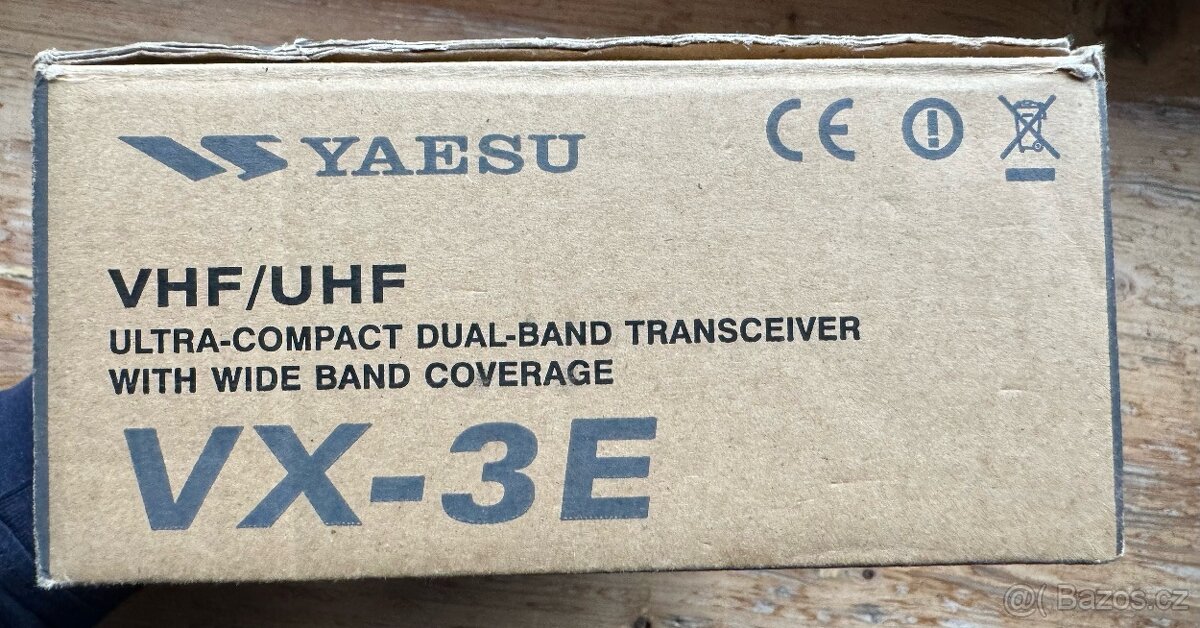 YAESU
CE
VHF/UHF
ULTRA-COMPACT DUAL-BAND TRANSCEIVER
WITH WIDE BAND COVERAGE
VX-3E
@( Bazos.cz